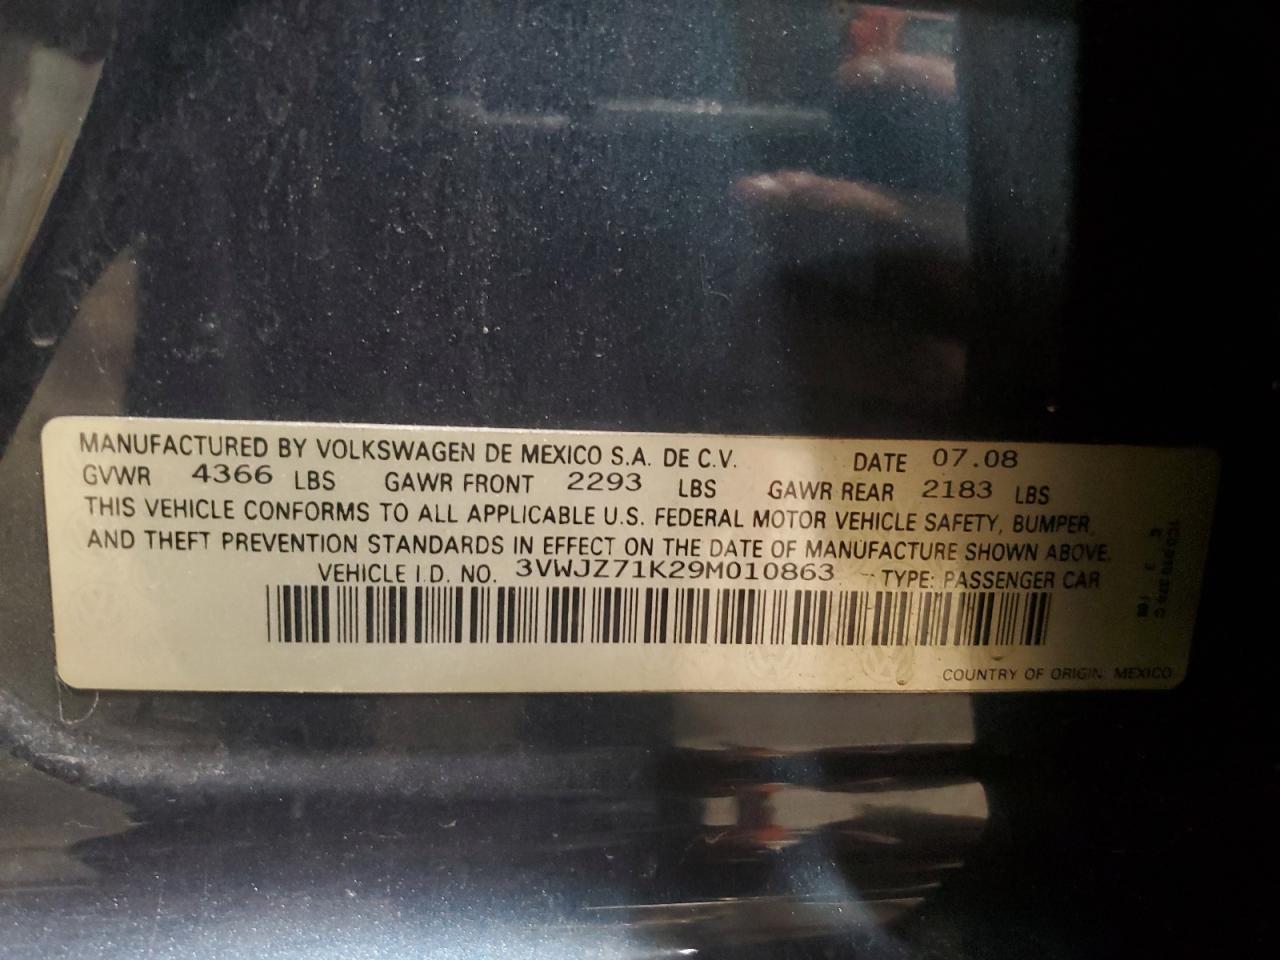 MANUFACTURED BY VOLKSWAGEN DE MEXICO S.A. DE C.V. DATE 07.08
GVWR 4366 LBS GAWR FRONT 2293 LBS GAWR REAR 2183 LBS
THIS VEHICLE CONFORMS TO ALL APPLICABLE U.S. FEDERAL MOTOR VEHICLE SAFETY, BUMPER,
AND THEFT PREVENTION STANDARDS IN EFFECT ON THE DATE OF MANUFACTURE SHOWN ABOVE.
VEHICLE I.D. NO. 3VWJZ71K29M010863 TYPE: PASSENGER CAR
COUNTRY OF ORIGIN: MEXICO